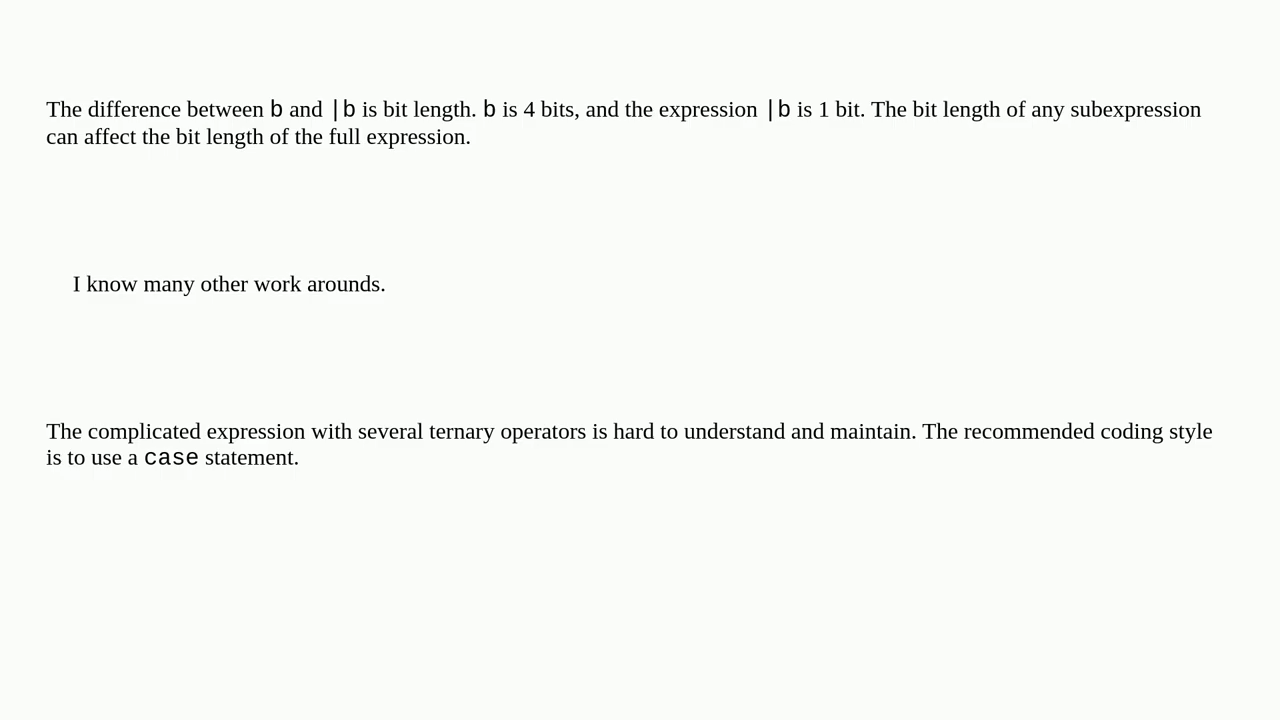 The difference between b and |b is bit length. b is 4 bits, and the expression |b is 1 bit. The bit length of any subexpression
can affect the bit length of the full expression.
I know many other work arounds.
The complicated expression with several ternary operators is hard to understand and maintain. The recommended coding style
is to use a case statement.